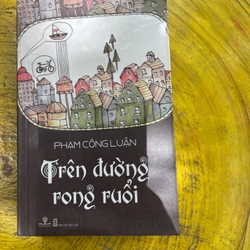 PHẠM CÔNG LUẬN
Trên đường
rong ruổi